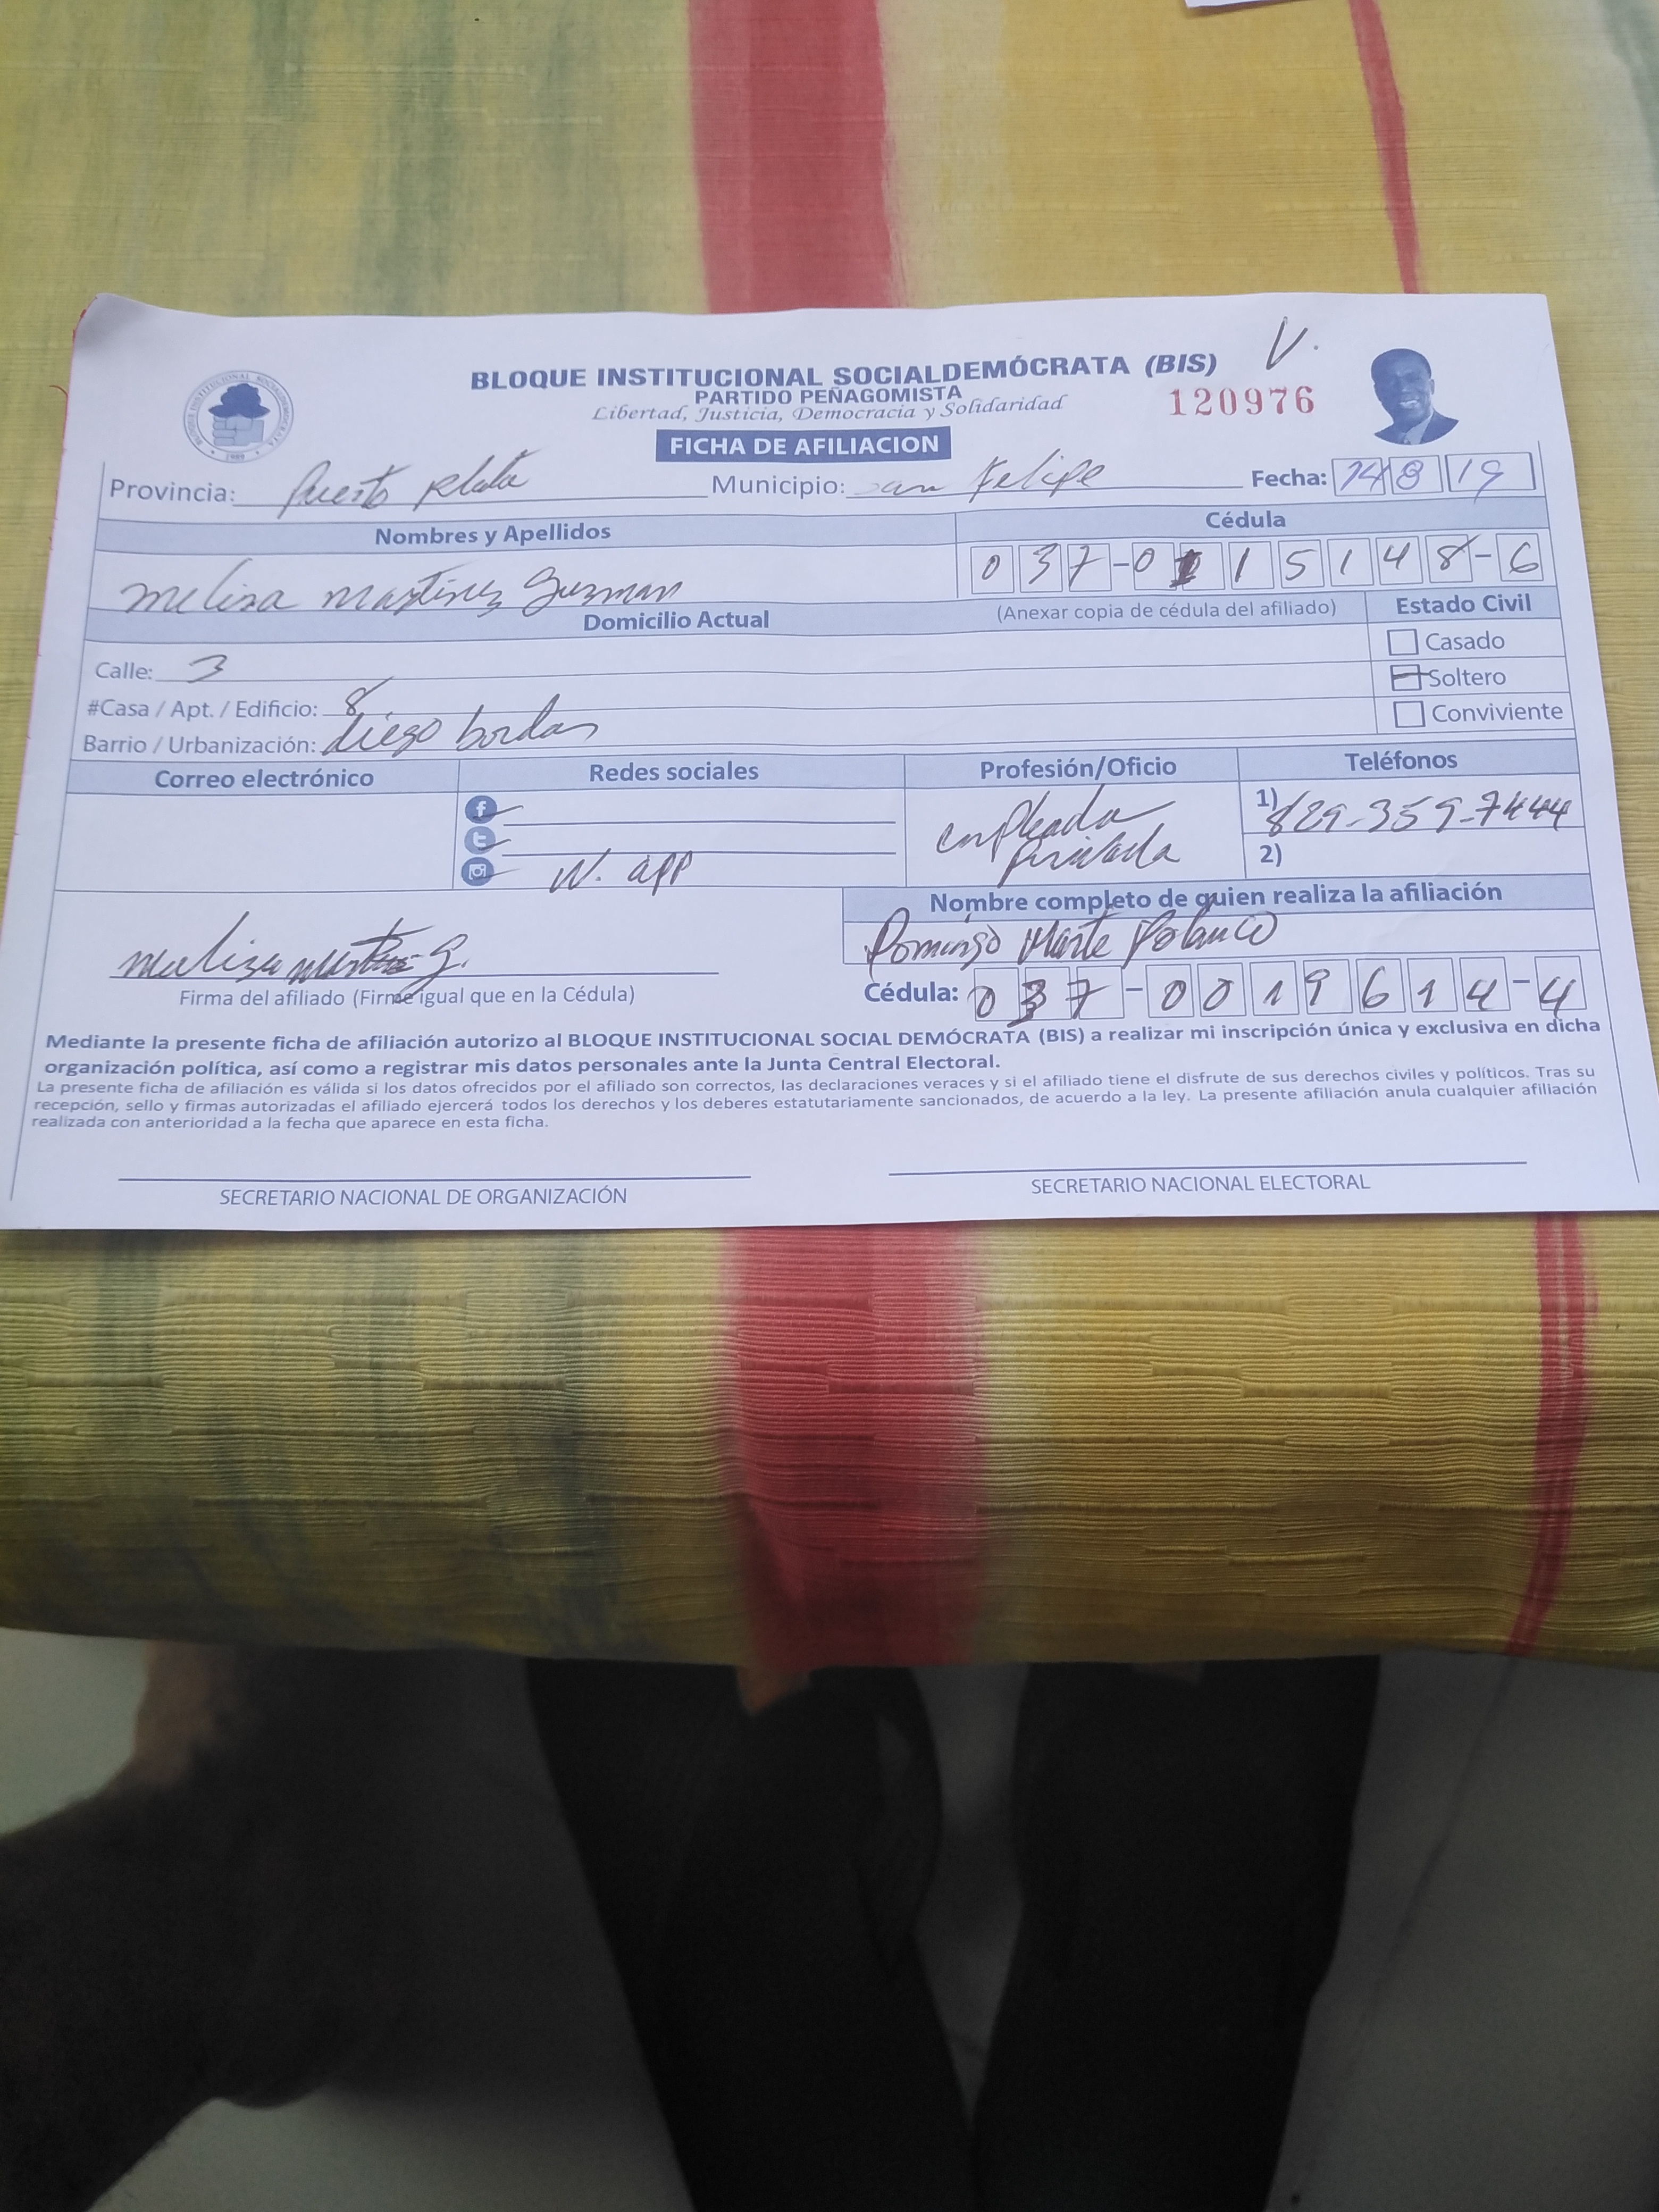 BLOQUE INSTITUCIONAL SOCIALDEMÓCRATA (BIS) V.
PARTIDO PEÑAGOMISTA
Libertad, Justicia, Democracia y Solidaridad
120976
BLOQUE INSTITUCIONAL SOCIALDEMÓCRATA
FICHA DE AFILIACION
Provincia: Puerto plata Municipio: san Felipe Fecha: 14 8 19
Nombres y Apellidos Cédula
melisa martinez Guzman 037-0115148-6
Domicilio Actual (Anexar copia de cédula del afiliado) Estado Civil
Casado
Calle: 3
Soltero
#Casa / Apt. / Edificio: 8
Conviviente
Barrio / Urbanización: diego bordas
Correo electrónico Redes sociales Profesión/Oficio Teléfonos
1) 829-359-7444
empleada
privada
2)
W. app
Nombre completo de quien realiza la afiliación
Domingo Marte Polanco
melisa martinez g.
Firma del afiliado (Firme igual que en la Cédula) Cédula: 037-0019614-4
Mediante la presente ficha de afiliación autorizo al BLOQUE INSTITUCIONAL SOCIAL DEMÓCRATA (BIS) a realizar mi inscripción única y exclusiva en dicha
organización política, así como a registrar mis datos personales ante la Junta Central Electoral.
La presente ficha de afiliación es válida si los datos ofrecidos por el afiliado son correctos, las declaraciones veraces y si el afiliado tiene el disfrute de sus derechos civiles y políticos. Tras su
recepción, sello y firmas autorizadas el afiliado ejercerá todos los derechos y los deberes estatutariamente sancionados, de acuerdo a la ley. La presente afiliación anula cualquier afiliación
realizada con anterioridad a la fecha que aparece en esta ficha.
SECRETARIO NACIONAL DE ORGANIZACIÓN SECRETARIO NACIONAL ELECTORAL